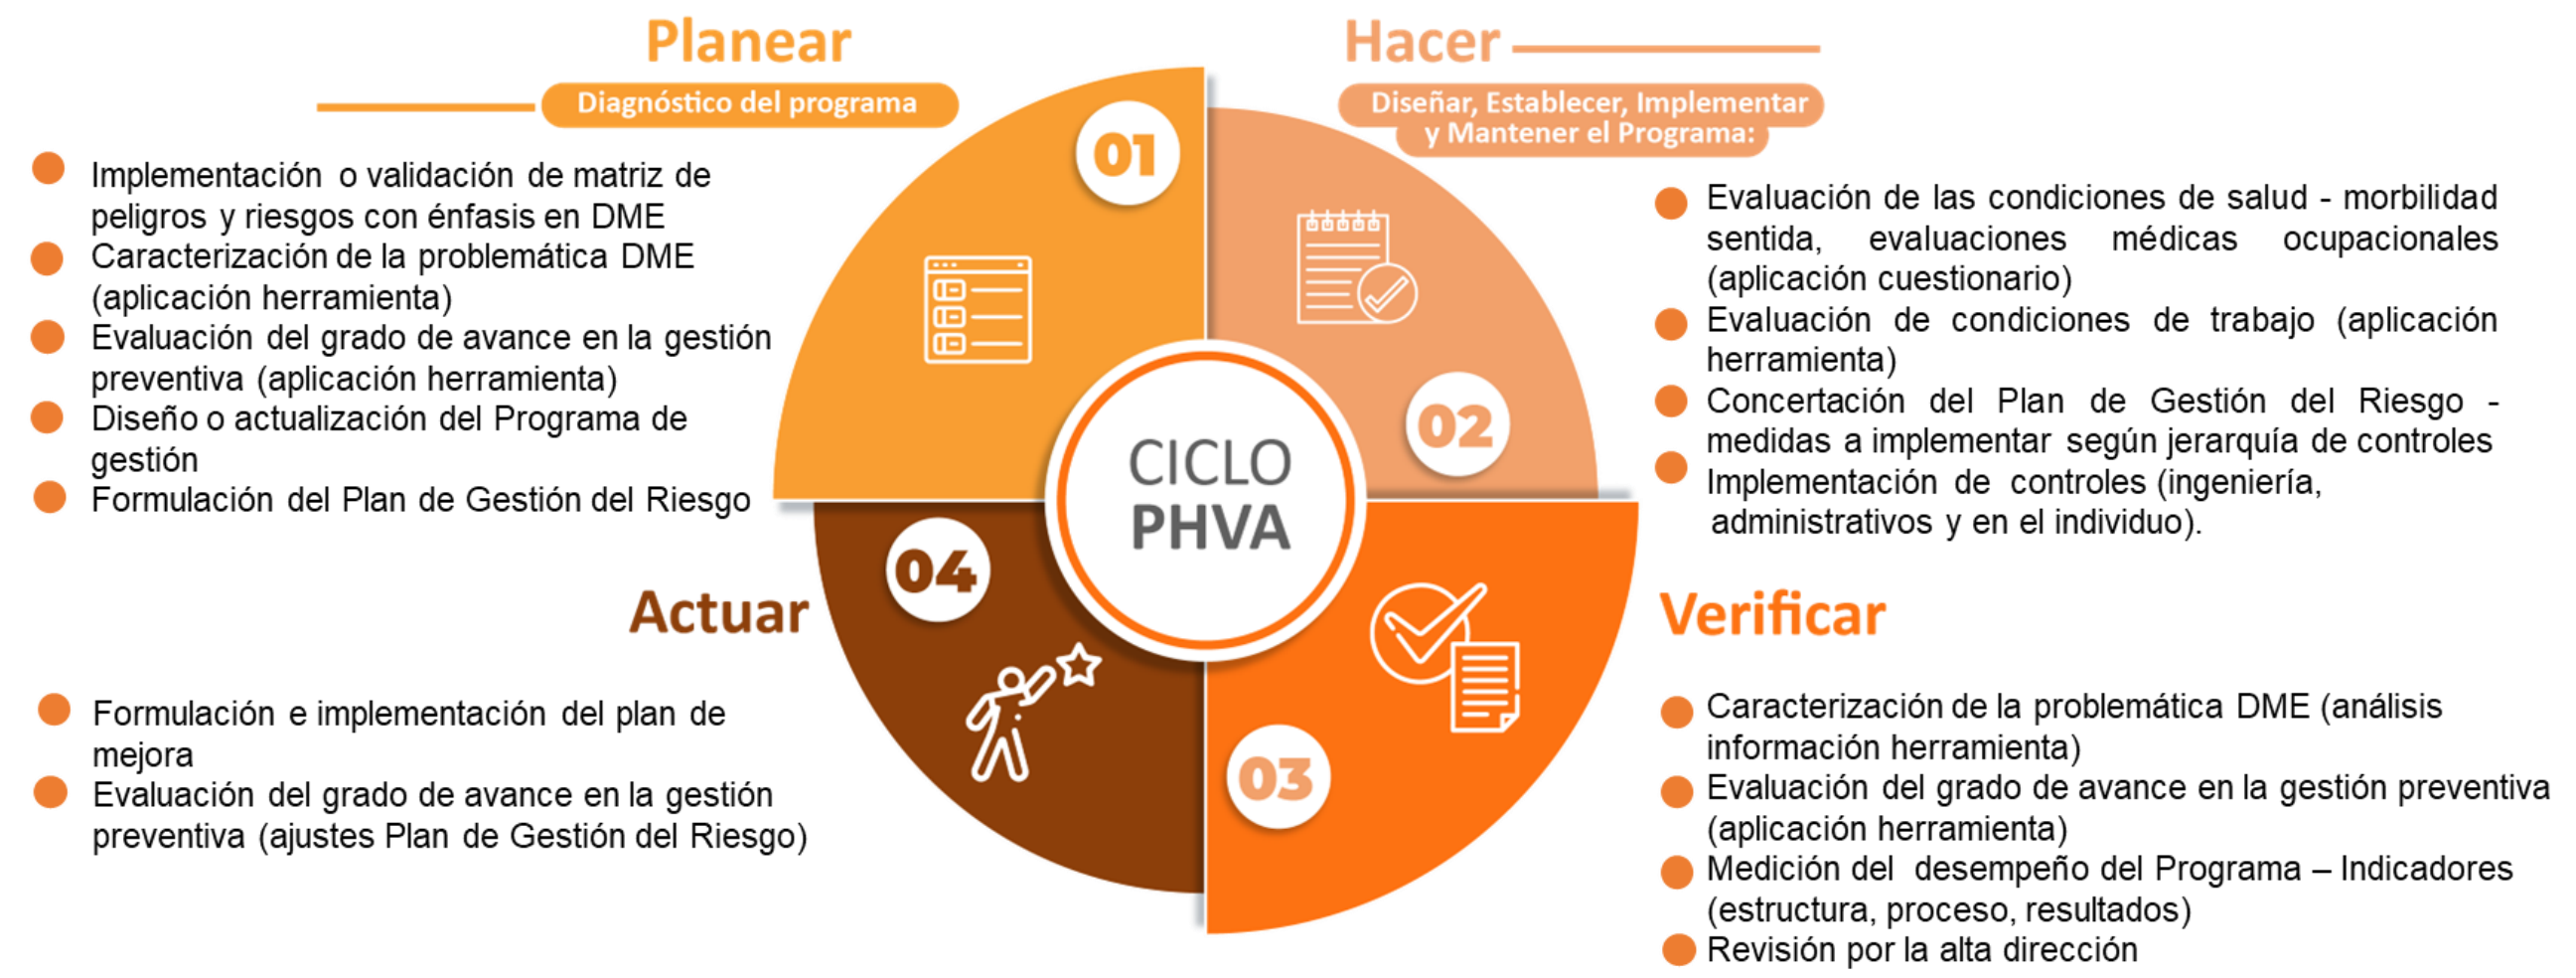 Planear
Diagnóstico del programa
Implementación o validación de matriz de
peligros y riesgos con énfasis en DME
Caracterización de la problemática DME
(aplicación herramienta)
Evaluación del grado de avance en la gestión
preventiva (aplicación herramienta)
Diseño o actualización del Programa de
gestión
Formulación del Plan de Gestión del Riesgo
01
Hacer
Diseñar, Establecer, Implementar
y Mantener el Programa:
Evaluación de las condiciones de salud - morbilidad
sentida, evaluaciones médicas ocupacionales
(aplicación cuestionario)
Evaluación de condiciones de trabajo (aplicación
herramienta)
Concertación del Plan de Gestión del Riesgo -
medidas a implementar según jerarquía de controles
Implementación de controles (ingeniería,
administrativos y en el individuo).
02
CICLO
PHVA
Verificar
Caracterización de la problemática DME (análisis
información herramienta)
Evaluación del grado de avance en la gestión preventiva
(aplicación herramienta)
Medición del desempeño del Programa – Indicadores
(estructura, proceso, resultados)
Revisión por la alta dirección
03
Actuar
Formulación e implementación del plan de
mejora
Evaluación del grado de avance en la gestión
preventiva (ajustes Plan de Gestión del Riesgo)
04